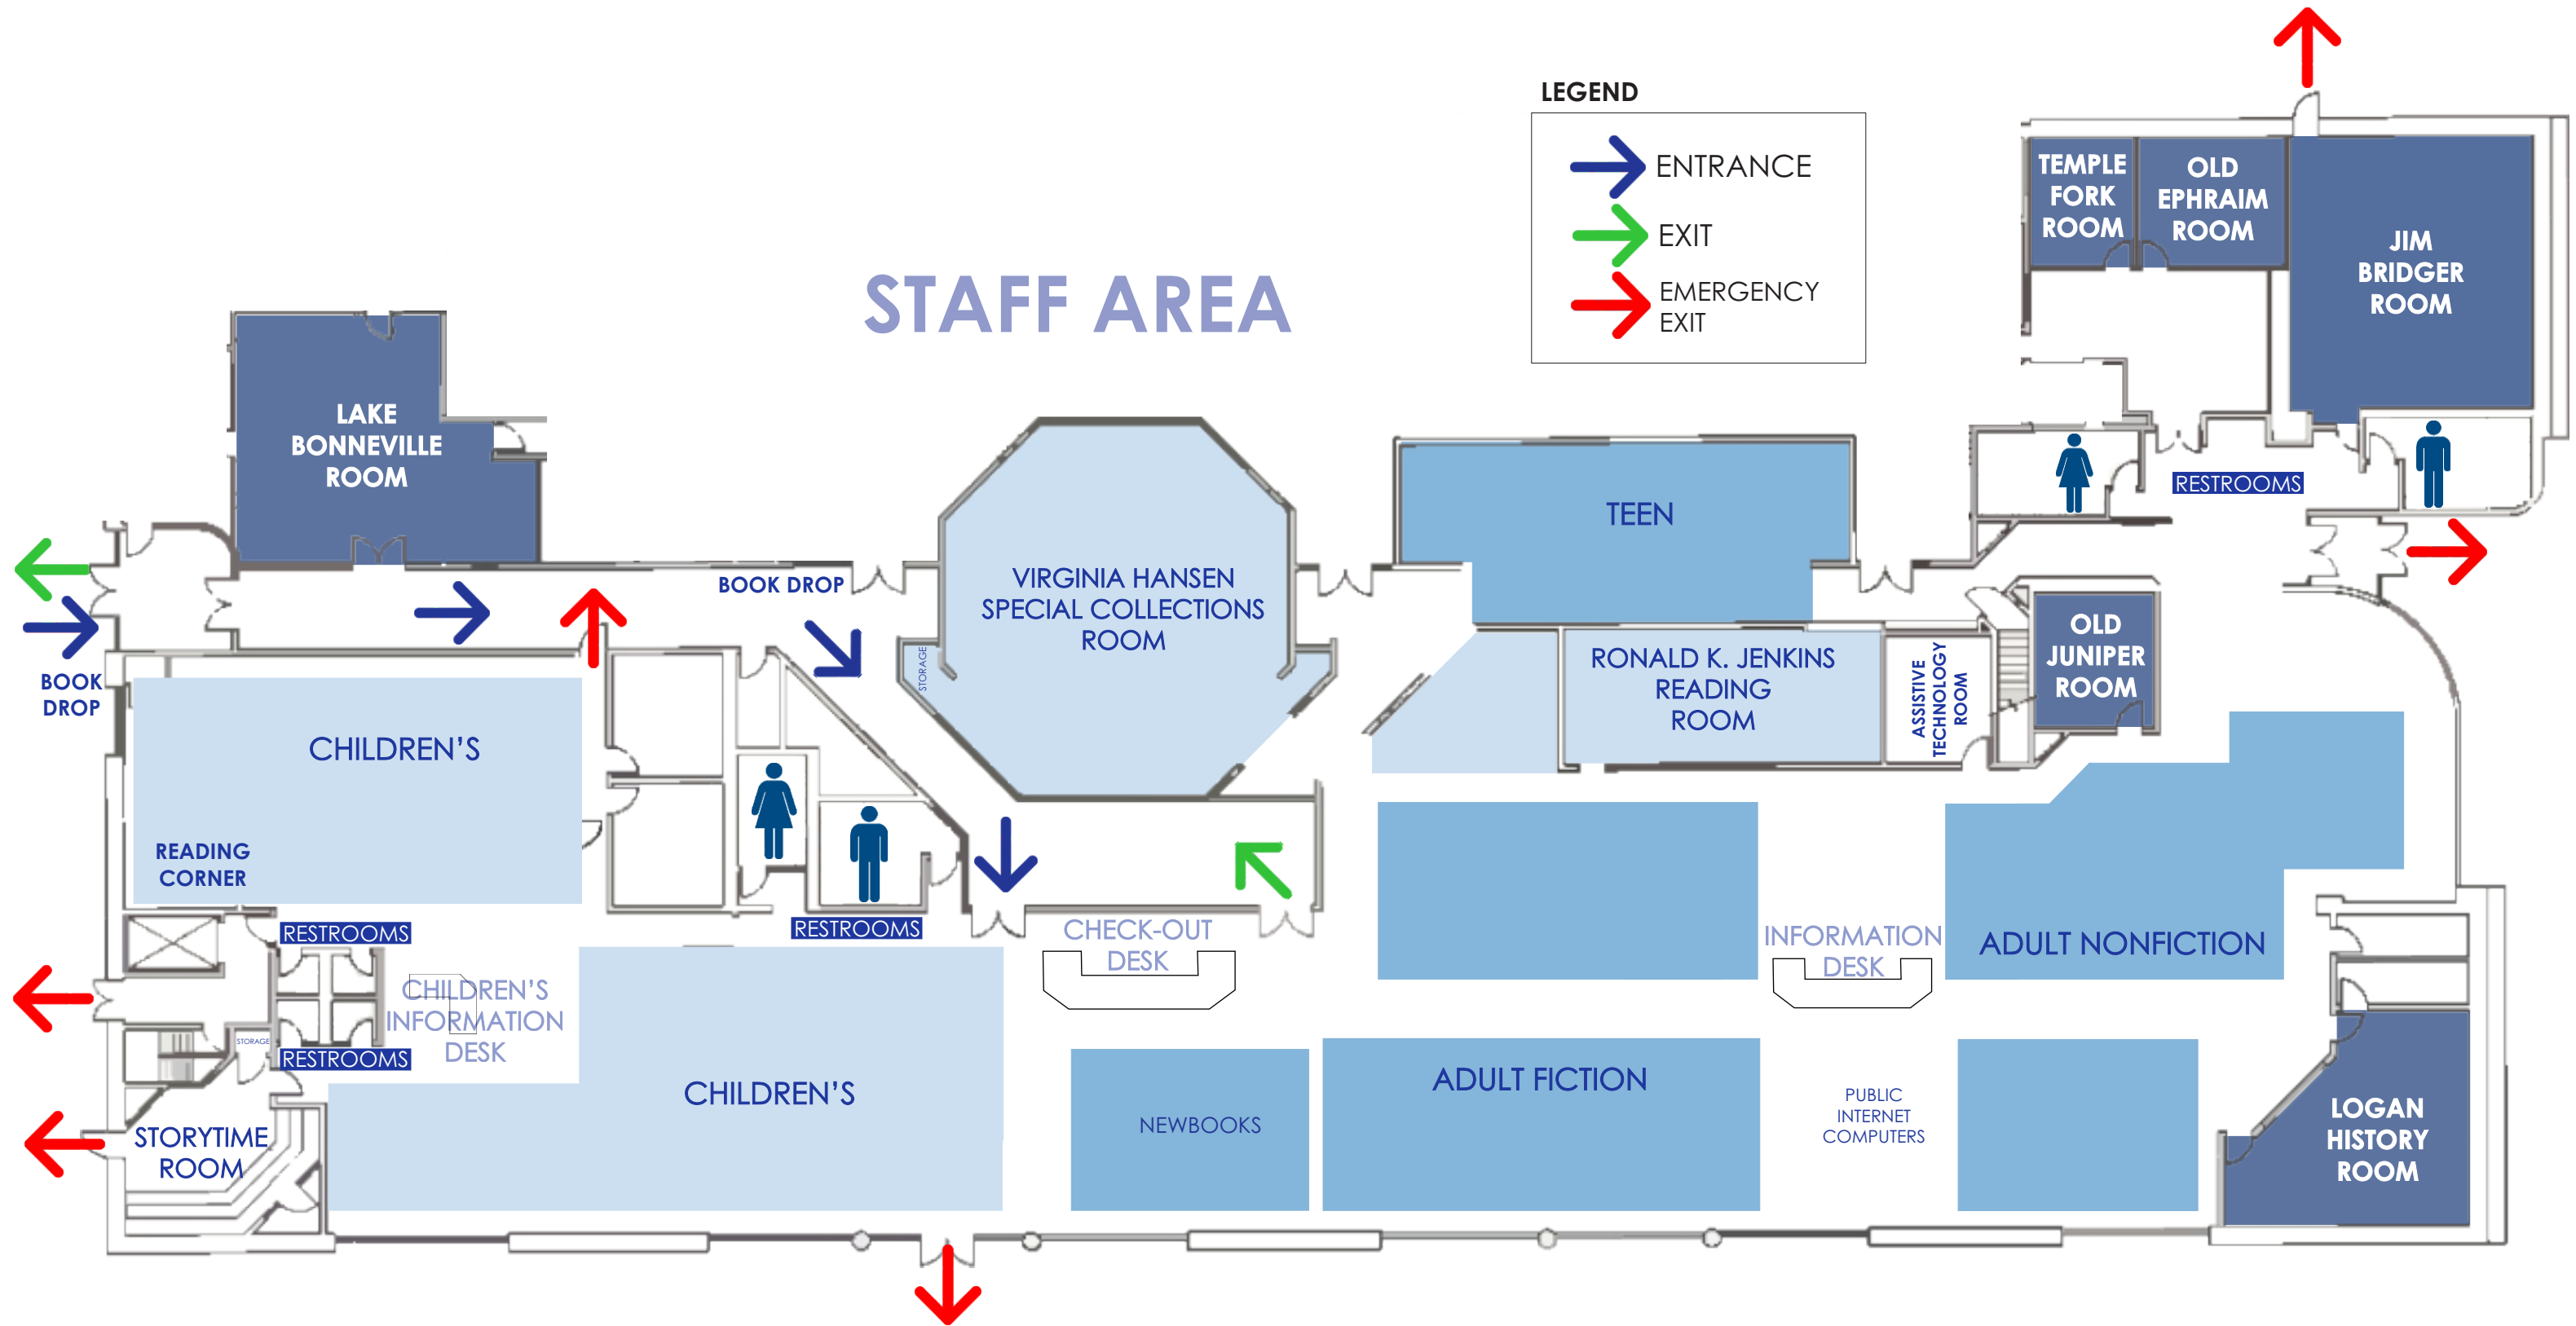 LEGEND
ENTRANCE
EXIT
EMERGENCY
EXIT
STAFF AREA
TEMPLE
FORK
ROOM
OLD
EPHRAIM
ROOM
JIM
BRIDGER
ROOM
LAKE
BONNEVILLE
ROOM
RESTROOMS
TEEN
BOOK DROP
VIRGINIA HANSEN
SPECIAL COLLECTIONS
ROOM
STORAGE
BOOK
DROP
RONALD K. JENKINS
READING
ROOM
ASSISTIVE
TECHNOLOGY
ROOM
OLD
JUNIPER
ROOM
CHILDREN'S
READING
CORNER
RESTROOMS
RESTROOMS
CHECK-OUT
DESK
INFORMATION
DESK
ADULT NONFICTION
CHILDREN'S
INFORMATION
DESK
STORAGE
RESTROOMS
STORYTIME
ROOM
CHILDREN'S
NEWBOOKS
ADULT FICTION
PUBLIC
INTERNET
COMPUTERS
LOGAN
HISTORY
ROOM